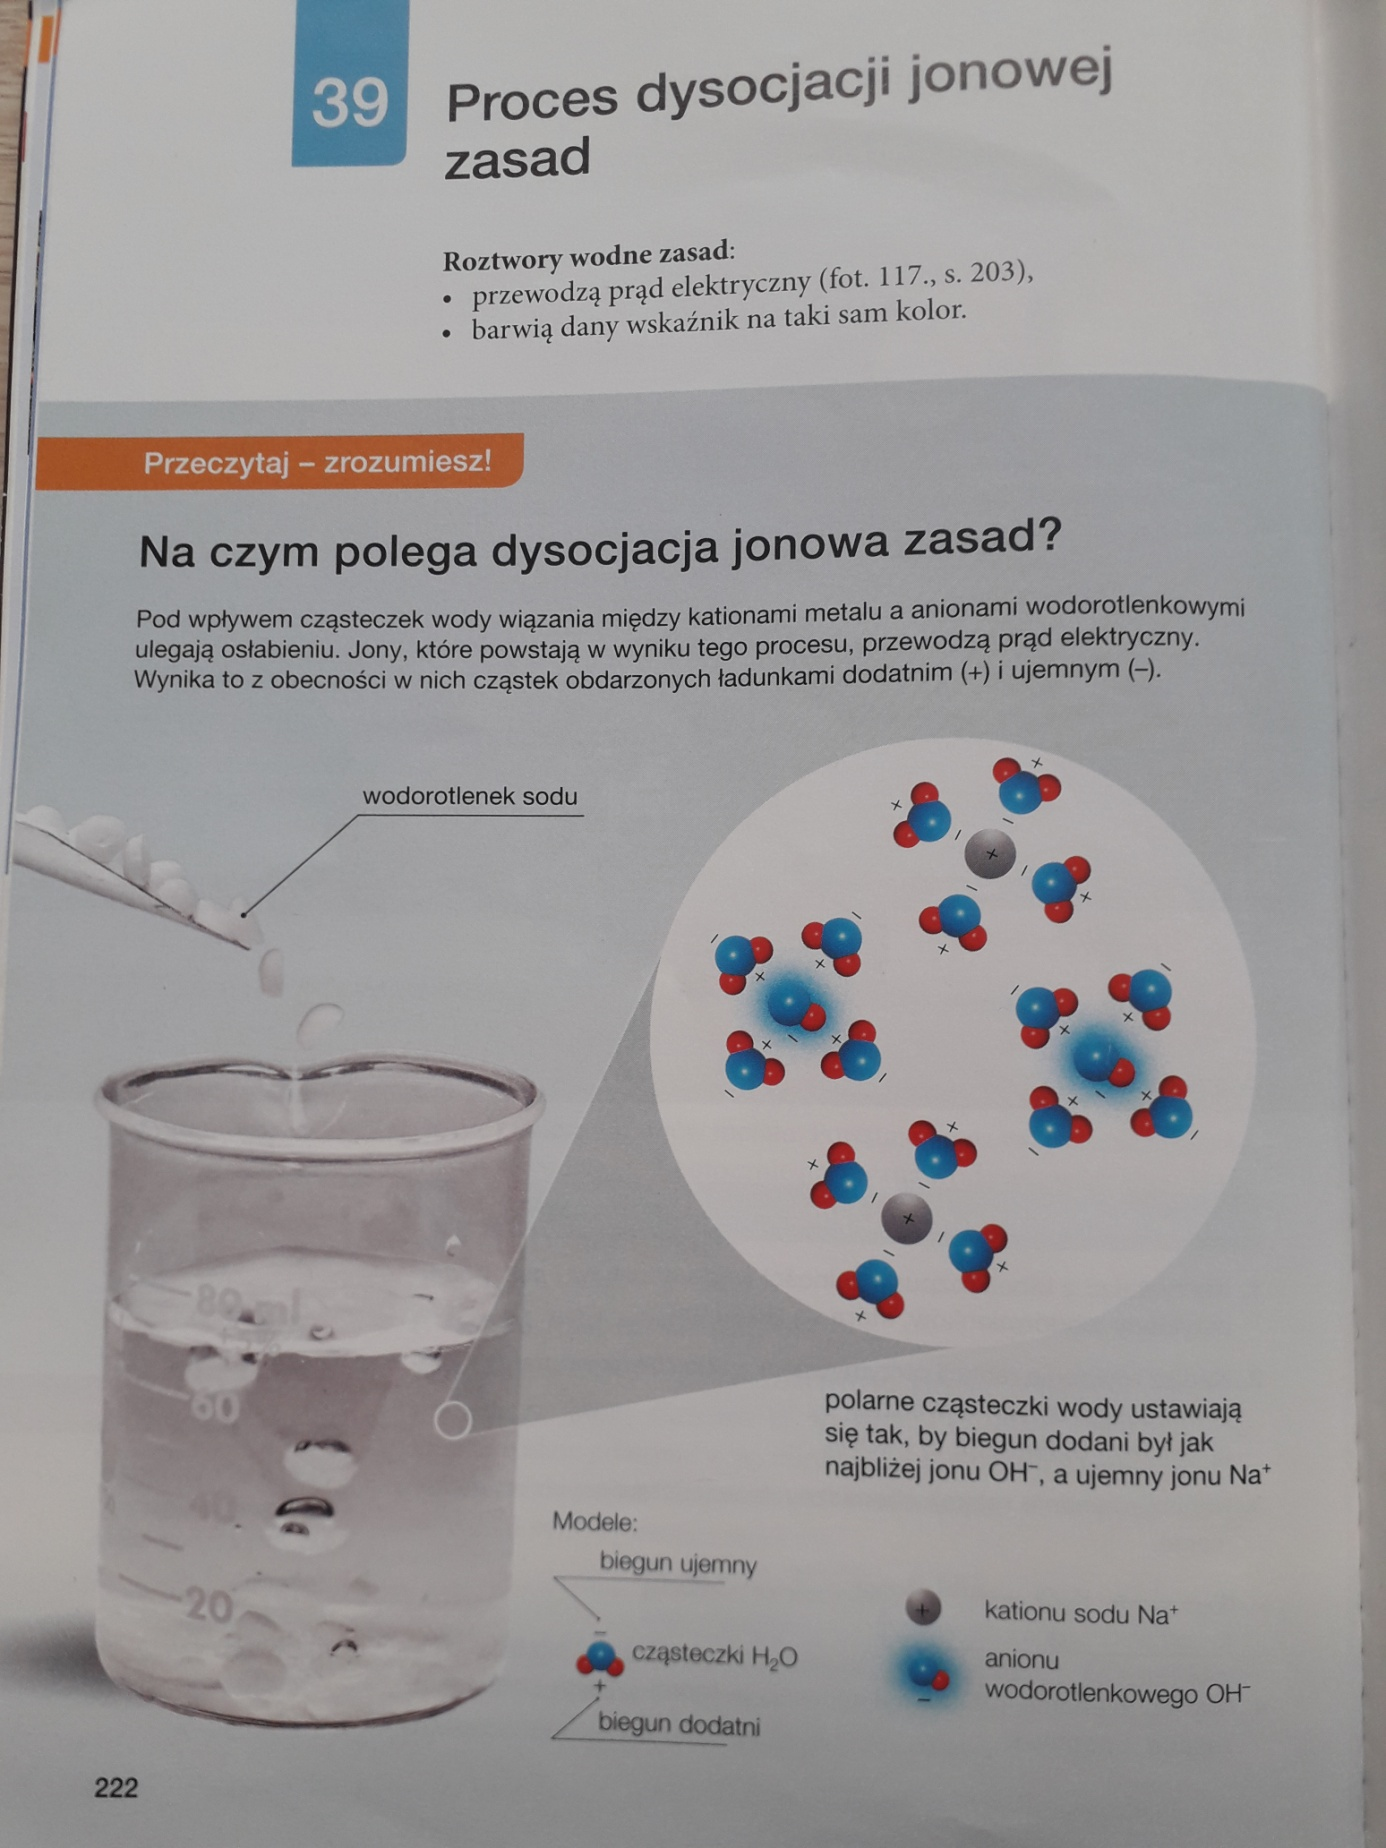 39
Proces dysocjacji jonowej
zasad
Roztwory wodne zasad:
• przewodzą prąd elektryczny (fot. 117., s. 203),
• barwią dany wskaźnik na taki sam kolor.
Przeczytaj – zrozumiesz!
Na czym polega dysocjacja jonowa zasad?
Pod wpływem cząsteczek wody wiązania między kationami metalu a anionami wodorotlenkowymi
ulegają osłabieniu. Jony, które powstają w wyniku tego procesu, przewodzą prąd elektryczny.
Wynika to z obecności w nich cząstek obdarzonych ładunkami dodatnim (+) i ujemnym (–).
wodorotlenek sodu
80 ml
60
40
20
polarne cząsteczki wody ustawiają
się tak, by biegun dodani był jak
najbliżej jonu OH⁻, a ujemny jonu Na⁺
Modele:
biegun ujemny
cząsteczki H₂O
biegun dodatni
kationu sodu Na⁺
anionu
wodorotlenkowego OH⁻
222